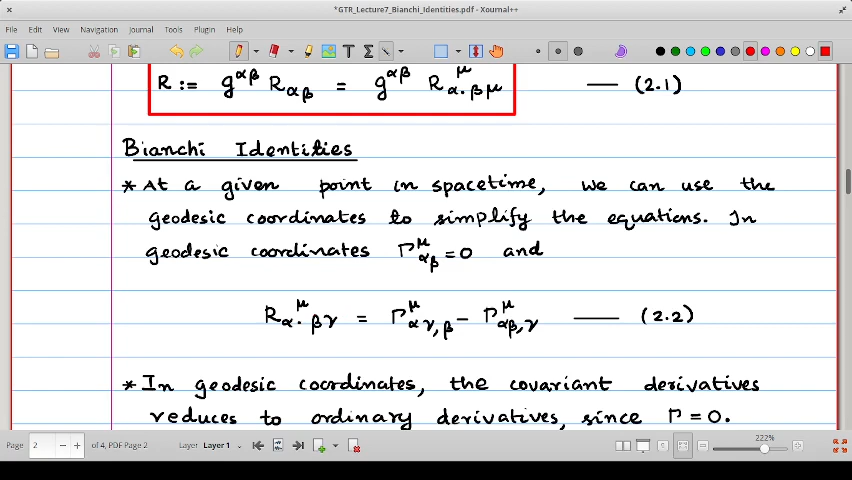 *GTR_Lecture7_Bianchi_Identities.pdf - Xournal++
File Edit View Navigation Journal Tools Plugin Help
R := g^{αβ} R_{αβ} = g^{αβ} R_{α·βμ}^{μ} — (2.1)
Bianchi Identities
* At a given point in spacetime, we can use the
geodesic coordinates to simplify the equations. In
geodesic coordinates Γ^μ_{αβ} = 0 and
R_{α·βγ}^{μ} = Γ^μ_{αγ,β} - Γ^μ_{αβ,γ} — (2.2)
* In geodesic coordinates, the covariant derivatives
reduces to ordinary derivatives, since Γ = 0.
Page 2 of 4, PDF Page 2 Layer Layer 1 222%